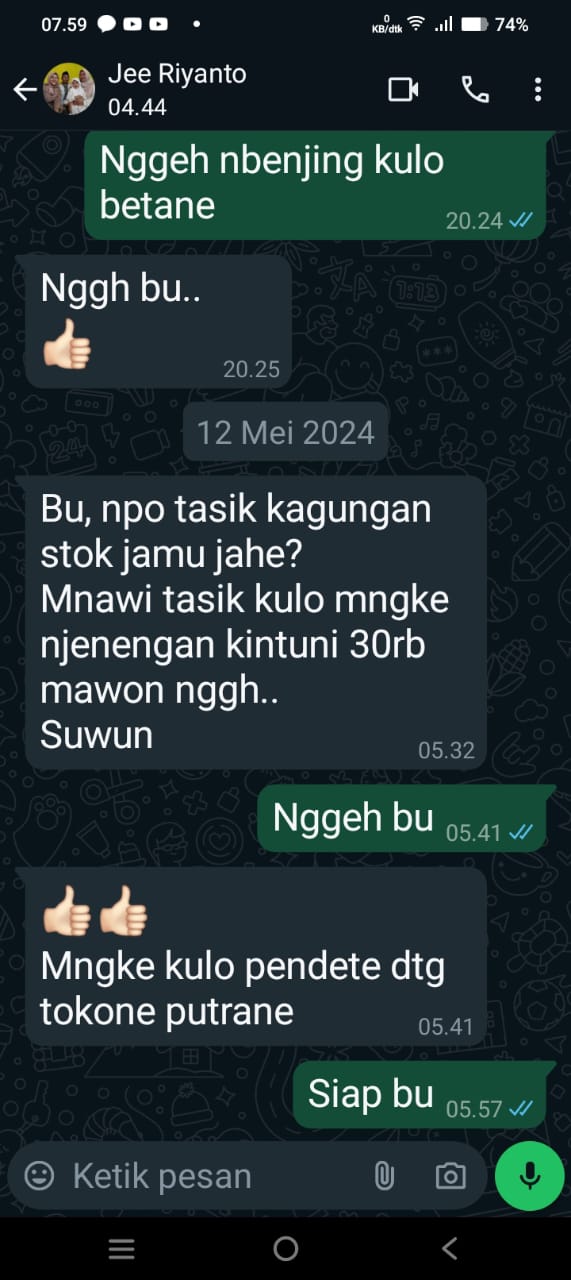 07.59
0
KB/dtk
74%
Jee Riyanto
04.44
Nggeh nbenjing kulo
betane
20.24
Nggh bu..
20.25
12 Mei 2024
Bu, npo tasik kagungan
stok jamu jahe?
Mnawi tasik kulo mngke
njenengan kintuni 30rb
mawon nggh..
Suwun
05.32
Nggeh bu
05.41
Mngke kulo pendete dtg
tokone putrane
05.41
Siap bu
05.57
Ketik pesan